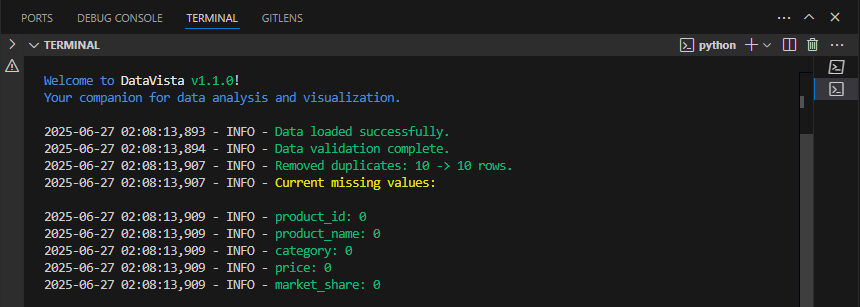 PORTS DEBUG CONSOLE TERMINAL GITLENS
TERMINAL python
Welcome to DataVista v1.1.0!
Your companion for data analysis and visualization.
2025-06-27 02:08:13,893 - INFO - Data loaded successfully.
2025-06-27 02:08:13,894 - INFO - Data validation complete.
2025-06-27 02:08:13,907 - INFO - Removed duplicates: 10 -> 10 rows.
2025-06-27 02:08:13,907 - INFO - Current missing values:
2025-06-27 02:08:13,909 - INFO - product_id: 0
2025-06-27 02:08:13,909 - INFO - product_name: 0
2025-06-27 02:08:13,909 - INFO - category: 0
2025-06-27 02:08:13,909 - INFO - price: 0
2025-06-27 02:08:13,909 - INFO - market_share: 0